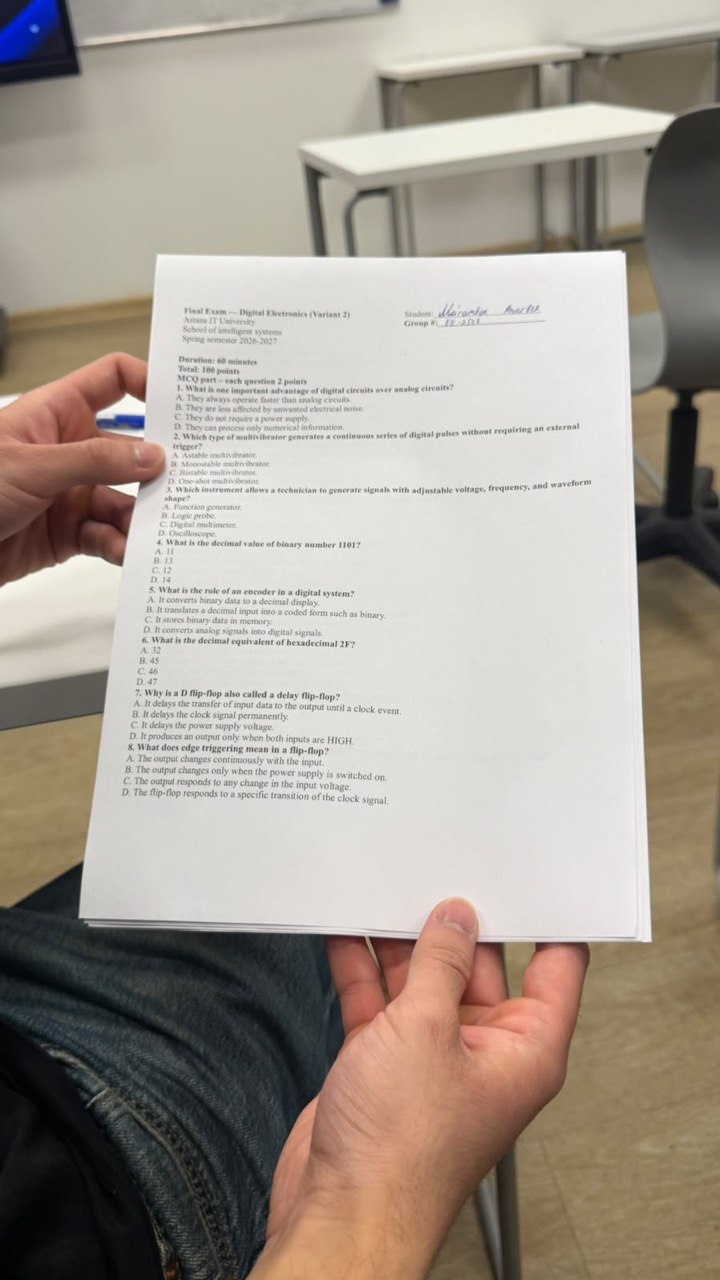 Final Exam — Digital Electronics (Variant 2)
Astana IT University
School of intelligent systems
Spring semester 2026-2027
Student:
Group #:
Duration: 60 minutes
Total: 100 points
MCQ part – each question 2 points
1. What is one important advantage of digital circuits over analog circuits?
A. They always operate faster than analog circuits.
B. They are less affected by unwanted electrical noise.
C. They do not require a power supply.
D. They can process only numerical information.
2. Which type of multivibrator generates a continuous series of digital pulses without requiring an external
trigger?
A. Astable multivibrator.
B. Monostable multivibrator.
C. Bistable multivibrator.
D. One-shot multivibrator.
3. Which instrument allows a technician to generate signals with adjustable voltage, frequency, and waveform
shape?
A. Function generator.
B. Logic probe.
C. Digital multimeter.
D. Oscilloscope.
4. What is the decimal value of binary number 1101?
A. 11
B. 13
C. 12
D. 14
5. What is the role of an encoder in a digital system?
A. It converts binary data to a decimal display.
B. It translates a decimal input into a coded form such as binary.
C. It stores binary data in memory.
D. It converts analog signals into digital signals.
6. What is the decimal equivalent of hexadecimal 2F?
A. 32
B. 45
C. 46
D. 47
7. Why is a D flip-flop also called a delay flip-flop?
A. It delays the transfer of input data to the output until a clock event.
B. It delays the clock signal permanently.
C. It delays the power supply voltage.
D. It produces an output only when both inputs are HIGH.
8. What does edge triggering mean in a flip-flop?
A. The output changes continuously with the input.
B. The output changes only when the power supply is switched on.
C. The output responds to any change in the input voltage.
D. The flip-flop responds to a specific transition of the clock signal.